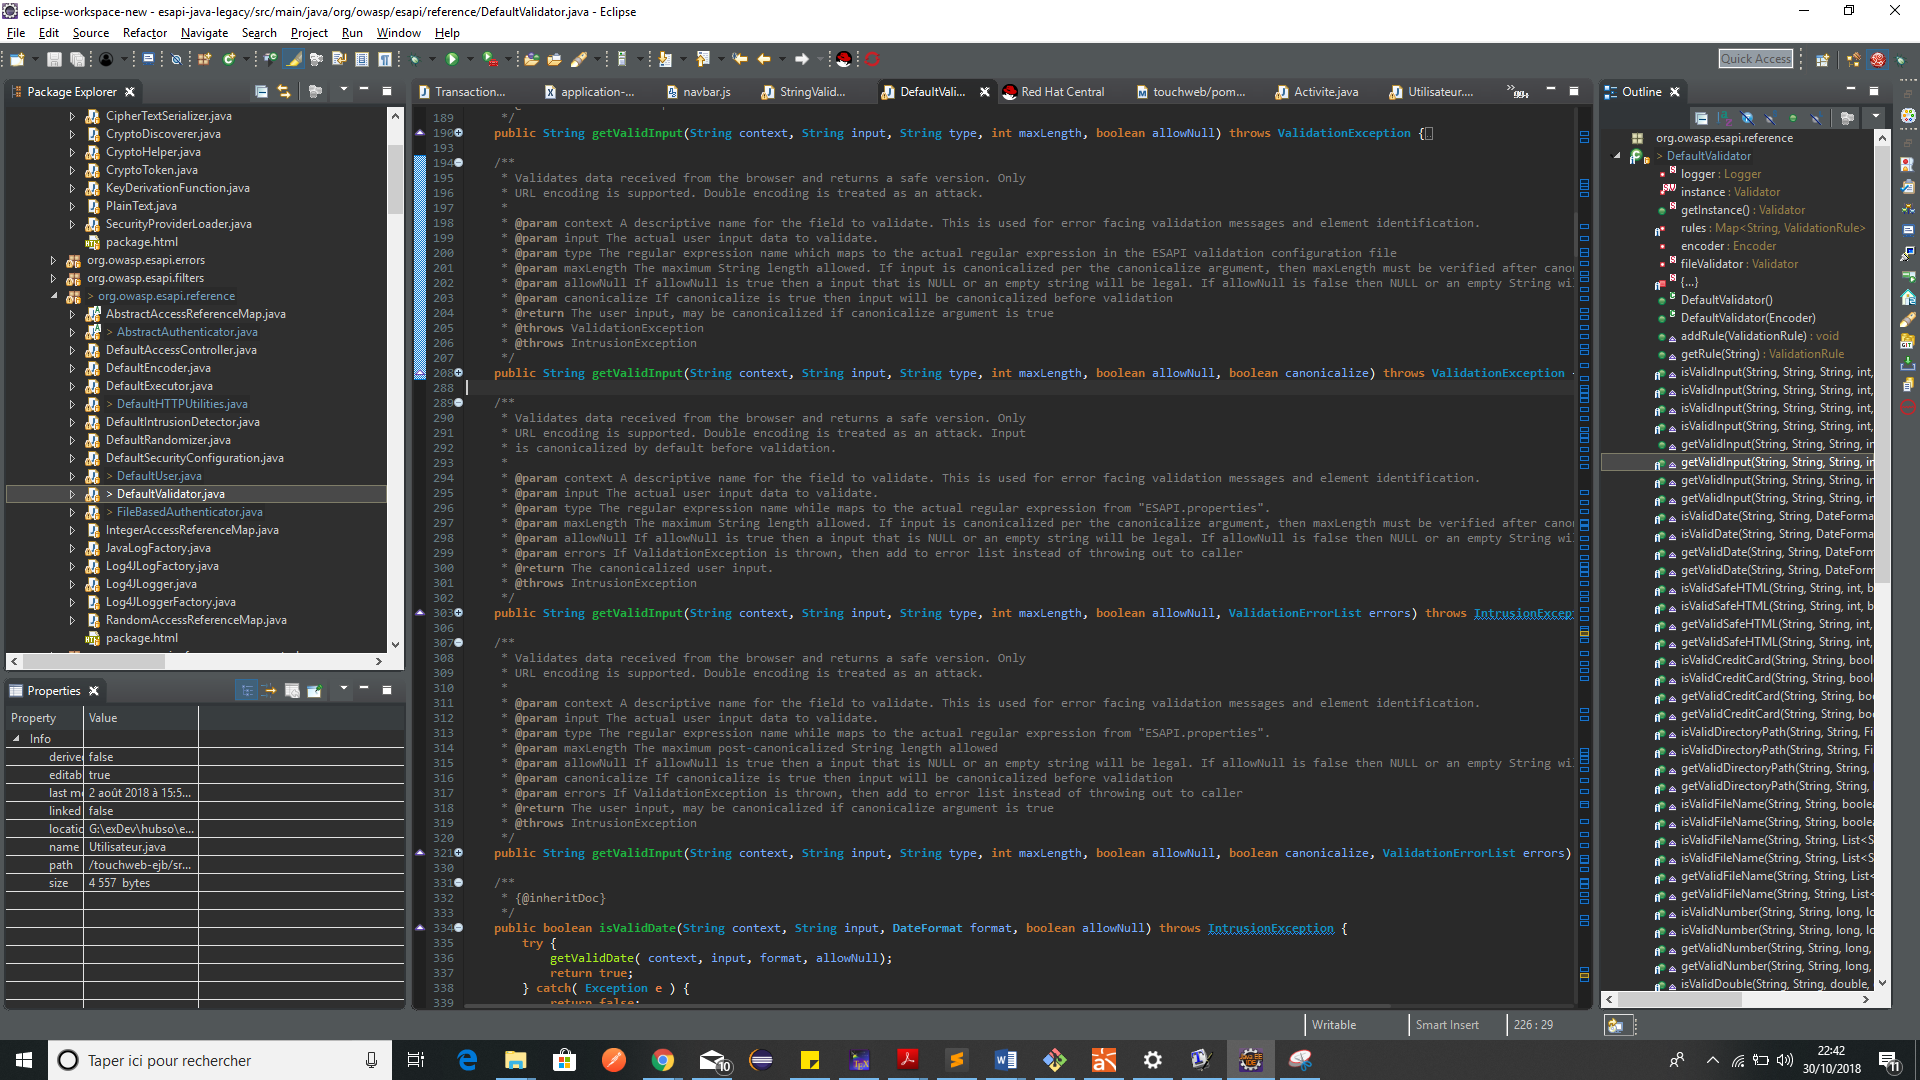 eclipse-workspace-new - esapi-java-legacy/src/main/java/org/owasp/esapi/reference/DefaultValidator.java - Eclipse
File Edit Source Refactor Navigate Search Project Run Window Help
Quick Access
Package Explorer
CipherTextSerializer.java
CryptoDiscoverer.java
CryptoHelper.java
CryptoToken.java
KeyDerivationFunction.java
PlainText.java
SecurityProviderLoader.java
package.html
org.owasp.esapi.errors
org.owasp.esapi.filters
> org.owasp.esapi.reference
AbstractAccessReferenceMap.java
> AbstractAuthenticator.java
DefaultAccessController.java
DefaultEncoder.java
DefaultExecutor.java
> DefaultHTTPUtilities.java
DefaultIntrusionDetector.java
DefaultRandomizer.java
DefaultSecurityConfiguration.java
> DefaultUser.java
> DefaultValidator.java
> FileBasedAuthenticator.java
IntegerAccessReferenceMap.java
JavaLogFactory.java
Log4JLogFactory.java
Log4JLogger.java
Log4JLoggerFactory.java
RandomAccessReferenceMap.java
package.html
Properties
Property Value
Info
derive false
editab true
last m 2 août 2018 à 15:5...
linked false
locatic G:\exDev\hubso\e...
name Utilisateur.java
path /touchweb-ejb/sr...
size 4 557 bytes
Transaction... application-... navbar.js StringValid... DefaultVali... Red Hat Central touchweb/pom... Activite.java Utilisateur....
189 */
190 public String getValidInput(String context, String input, String type, int maxLength, boolean allowNull) throws ValidationException {
193
194 /**
195 * Validates data received from the browser and returns a safe version. Only
196 * URL encoding is supported. Double encoding is treated as an attack.
197 *
198 * @param context A descriptive name for the field to validate. This is used for error facing validation messages and element identification.
199 * @param input The actual user input data to validate.
200 * @param type The regular expression name which maps to the actual regular expression in the ESAPI validation configuration file
201 * @param maxLength The maximum String length allowed. If input is canonicalized per the canonicalize argument, then maxLength must be verified after canon
202 * @param allowNull If allowNull is true then a input that is NULL or an empty string will be legal. If allowNull is false then NULL or an empty String wi
203 * @param canonicalize If canonicalize is true then input will be canonicalized before validation
204 * @return The user input, may be canonicalized if canonicalize argument is true
205 * @throws ValidationException
206 * @throws IntrusionException
207 */
208 public String getValidInput(String context, String input, String type, int maxLength, boolean allowNull, boolean canonicalize) throws ValidationException
288
289 /**
290 * Validates data received from the browser and returns a safe version. Only
291 * URL encoding is supported. Double encoding is treated as an attack. Input
292 * is canonicalized by default before validation.
293 *
294 * @param context A descriptive name for the field to validate. This is used for error facing validation messages and element identification.
295 * @param input The actual user input data to validate.
296 * @param type The regular expression name while maps to the actual regular expression from "ESAPI.properties".
297 * @param maxLength The maximum String length allowed. If input is canonicalized per the canonicalize argument, then maxLength must be verified after canon
298 * @param allowNull If allowNull is true then a input that is NULL or an empty string will be legal. If allowNull is false then NULL or an empty String wi
299 * @param errors If ValidationException is thrown, then add to error list instead of throwing out to caller
300 * @return The canonicalized user input.
301 * @throws IntrusionException
302 */
303 public String getValidInput(String context, String input, String type, int maxLength, boolean allowNull, ValidationErrorList errors) throws IntrusionExcep
306
307 /**
308 * Validates data received from the browser and returns a safe version. Only
309 * URL encoding is supported. Double encoding is treated as an attack.
310 *
311 * @param context A descriptive name for the field to validate. This is used for error facing validation messages and element identification.
312 * @param input The actual user input data to validate.
313 * @param type The regular expression name while maps to the actual regular expression from "ESAPI.properties".
314 * @param maxLength The maximum post-canonicalized String length allowed
315 * @param allowNull If allowNull is true then a input that is NULL or an empty string will be legal. If allowNull is false then NULL or an empty String wi
316 * @param canonicalize If canonicalize is true then input will be canonicalized before validation
317 * @param errors If ValidationException is thrown, then add to error list instead of throwing out to caller
318 * @return The user input, may be canonicalized if canonicalize argument is true
319 * @throws IntrusionException
320 */
321 public String getValidInput(String context, String input, String type, int maxLength, boolean allowNull, boolean canonicalize, ValidationErrorList errors)
330
331 /**
332 * {@inheritDoc}
333 */
334 public boolean isValidDate(String context, String input, DateFormat format, boolean allowNull) throws IntrusionException {
335 try {
336 getValidDate( context, input, format, allowNull);
337 return true;
338 } catch( Exception e ) {
339 return false;
Outline
org.owasp.esapi.reference
> DefaultValidator
logger : Logger
instance : Validator
getInstance() : Validator
rules : Map<String, ValidationRule>
encoder : Encoder
fileValidator : Validator
{...}
DefaultValidator()
DefaultValidator(Encoder)
addRule(ValidationRule) : void
getRule(String) : ValidationRule
isValidInput(String, String, String, int,
isValidInput(String, String, String, int,
isValidInput(String, String, String, int,
isValidInput(String, String, String, int,
getValidInput(String, String, String, in
getValidInput(String, String, String, in
getValidInput(String, String, String, in
getValidInput(String, String, String, in
isValidDate(String, String, DateForma
isValidDate(String, String, DateForma
getValidDate(String, String, DateForm
getValidDate(String, String, DateForm
isValidSafeHTML(String, String, int, b
isValidSafeHTML(String, String, int, b
getValidSafeHTML(String, String, int,
getValidSafeHTML(String, String, int,
isValidCreditCard(String, String, bool
isValidCreditCard(String, String, bool
getValidCreditCard(String, String, bo
getValidCreditCard(String, String, bo
isValidDirectoryPath(String, String, Fi
isValidDirectoryPath(String, String, Fi
getValidDirectoryPath(String, String,
getValidDirectoryPath(String, String,
isValidFileName(String, String, boolea
isValidFileName(String, String, boolea
isValidFileName(String, String, List<S
isValidFileName(String, String, List<S
getValidFileName(String, String, List<
getValidFileName(String, String, List<
isValidNumber(String, String, long, lo
isValidNumber(String, String, long, lo
getValidNumber(String, String, long,
getValidNumber(String, String, long,
isValidDouble(String, String, double,
Writable Smart Insert 226 : 29
Taper ici pour rechercher
10
22:42
30/10/2018
11